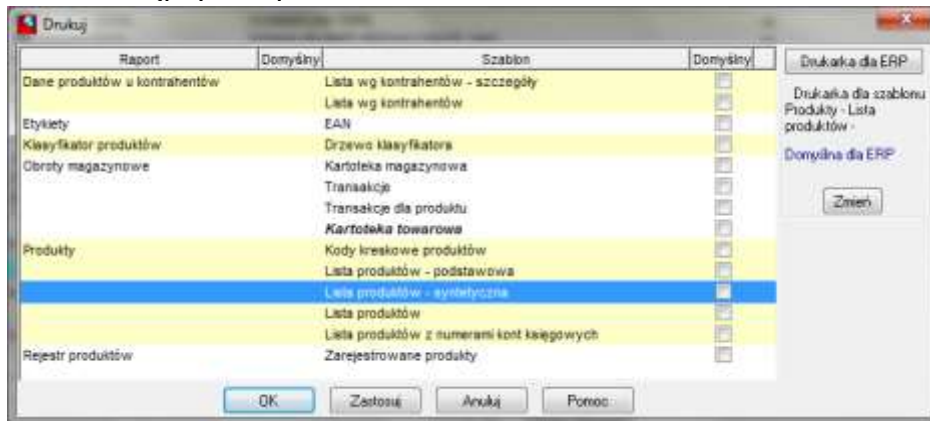 Drukuj
Raport Domyślny Szablon Domyślny
Dane produktów u kontrahentów Lista wg kontrahentów - szczegóły
Lista wg kontrahentów
Etykiety EAN
Klasyfikator produktów Drzewo klasyfikatora
Obroty magazynowe Kartoteka magazynowa
Transakcje
Transakcje dla produktu
Kartoteka towarowa
Produkty Kody kreskowe produktów
Lista produktów - podstawowa
Lista produktów - syntetyczna
Lista produktów
Lista produktów z numerami kont księgowych
Rejestr produktów Zarejestrowane produkty
Drukarka dla ERP
Drukarka dla szablonu
Produkty - Lista
produktów -
Domyślna dla ERP
Zmień
OK Zastosuj Anuluj Pomoc